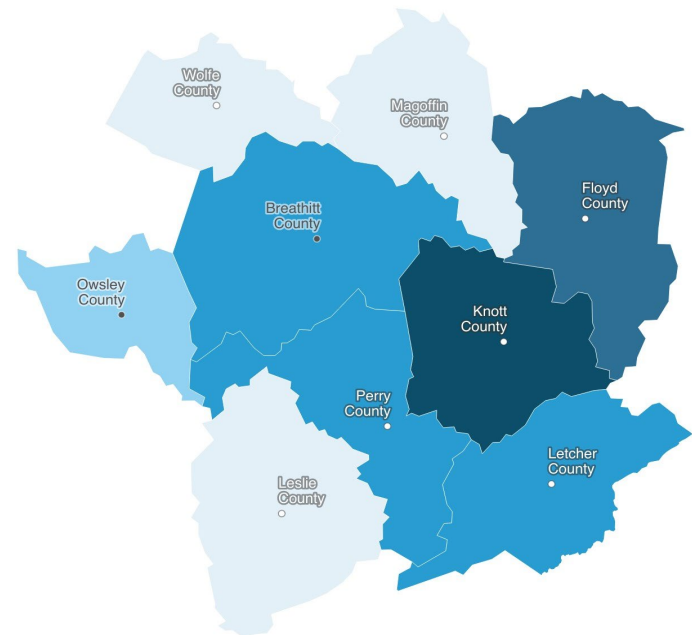 Wolfe
County
Magoffin
County
Floyd
County
Breathitt
County
Owsley
County
Knott
County
Perry
County
Letcher
County
Leslie
County